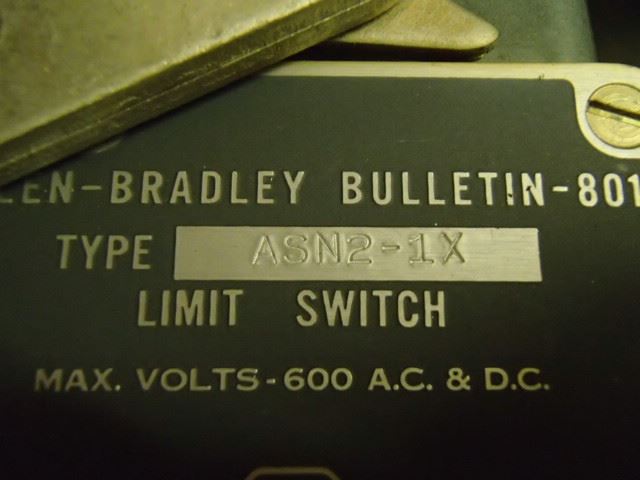 LEN-BRADLEY BULLETIN-801
TYPE ASN2-1X
LIMIT SWITCH
MAX. VOLTS-600 A.C. & D.C.